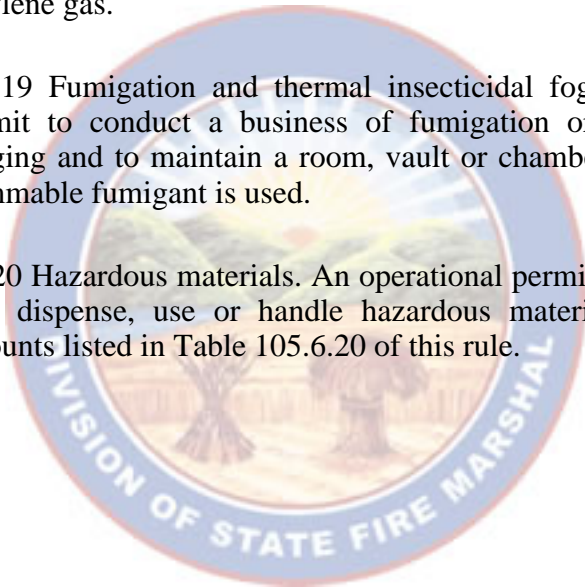 ylene gas.
19 Fumigation and thermal insecticidal fog
mit to conduct a business of fumigation o
ging and to maintain a room, vault or chamb
mmable fumigant is used.
20 Hazardous materials. An operational permi
dispense, use or handle hazardous materi
ounts listed in Table 105.6.20 of this rule.
DIVISION OF STATE FIRE MARSHAL